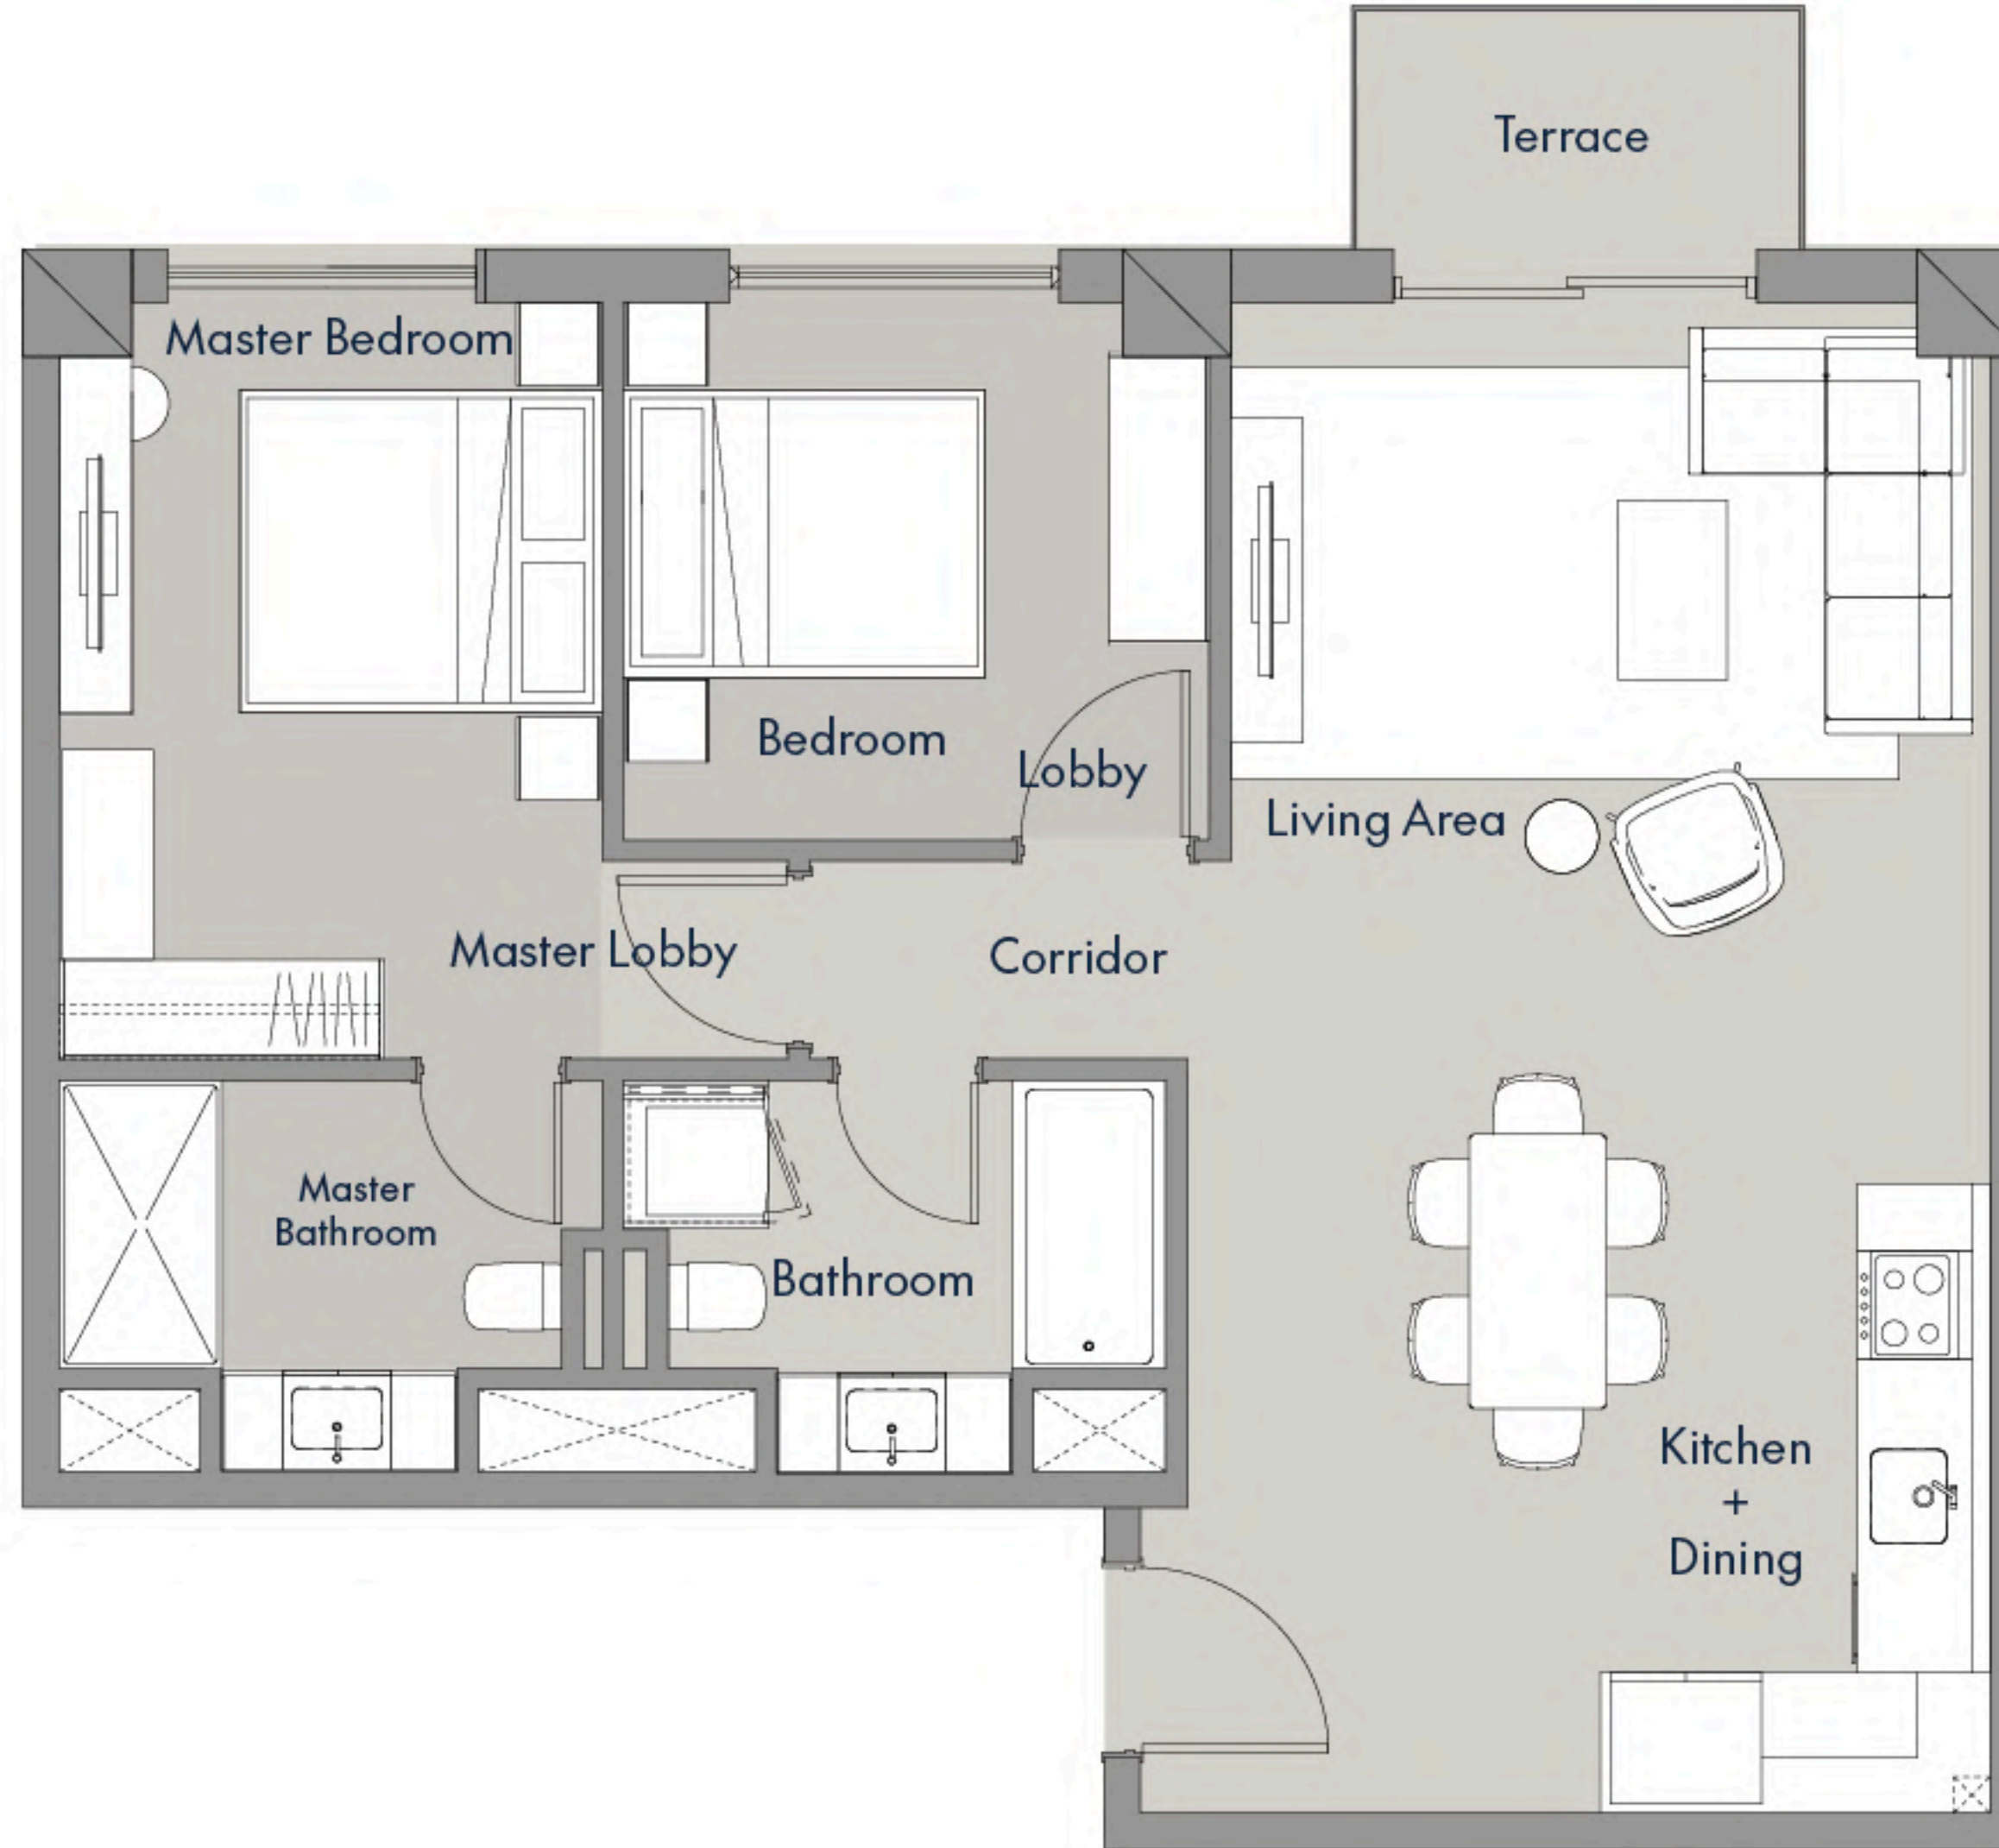 Terrace
Master Bedroom
Bedroom
Lobby
Living Area
Master Lobby
Corridor
Master
Bathroom
Bathroom
Kitchen
+
Dining